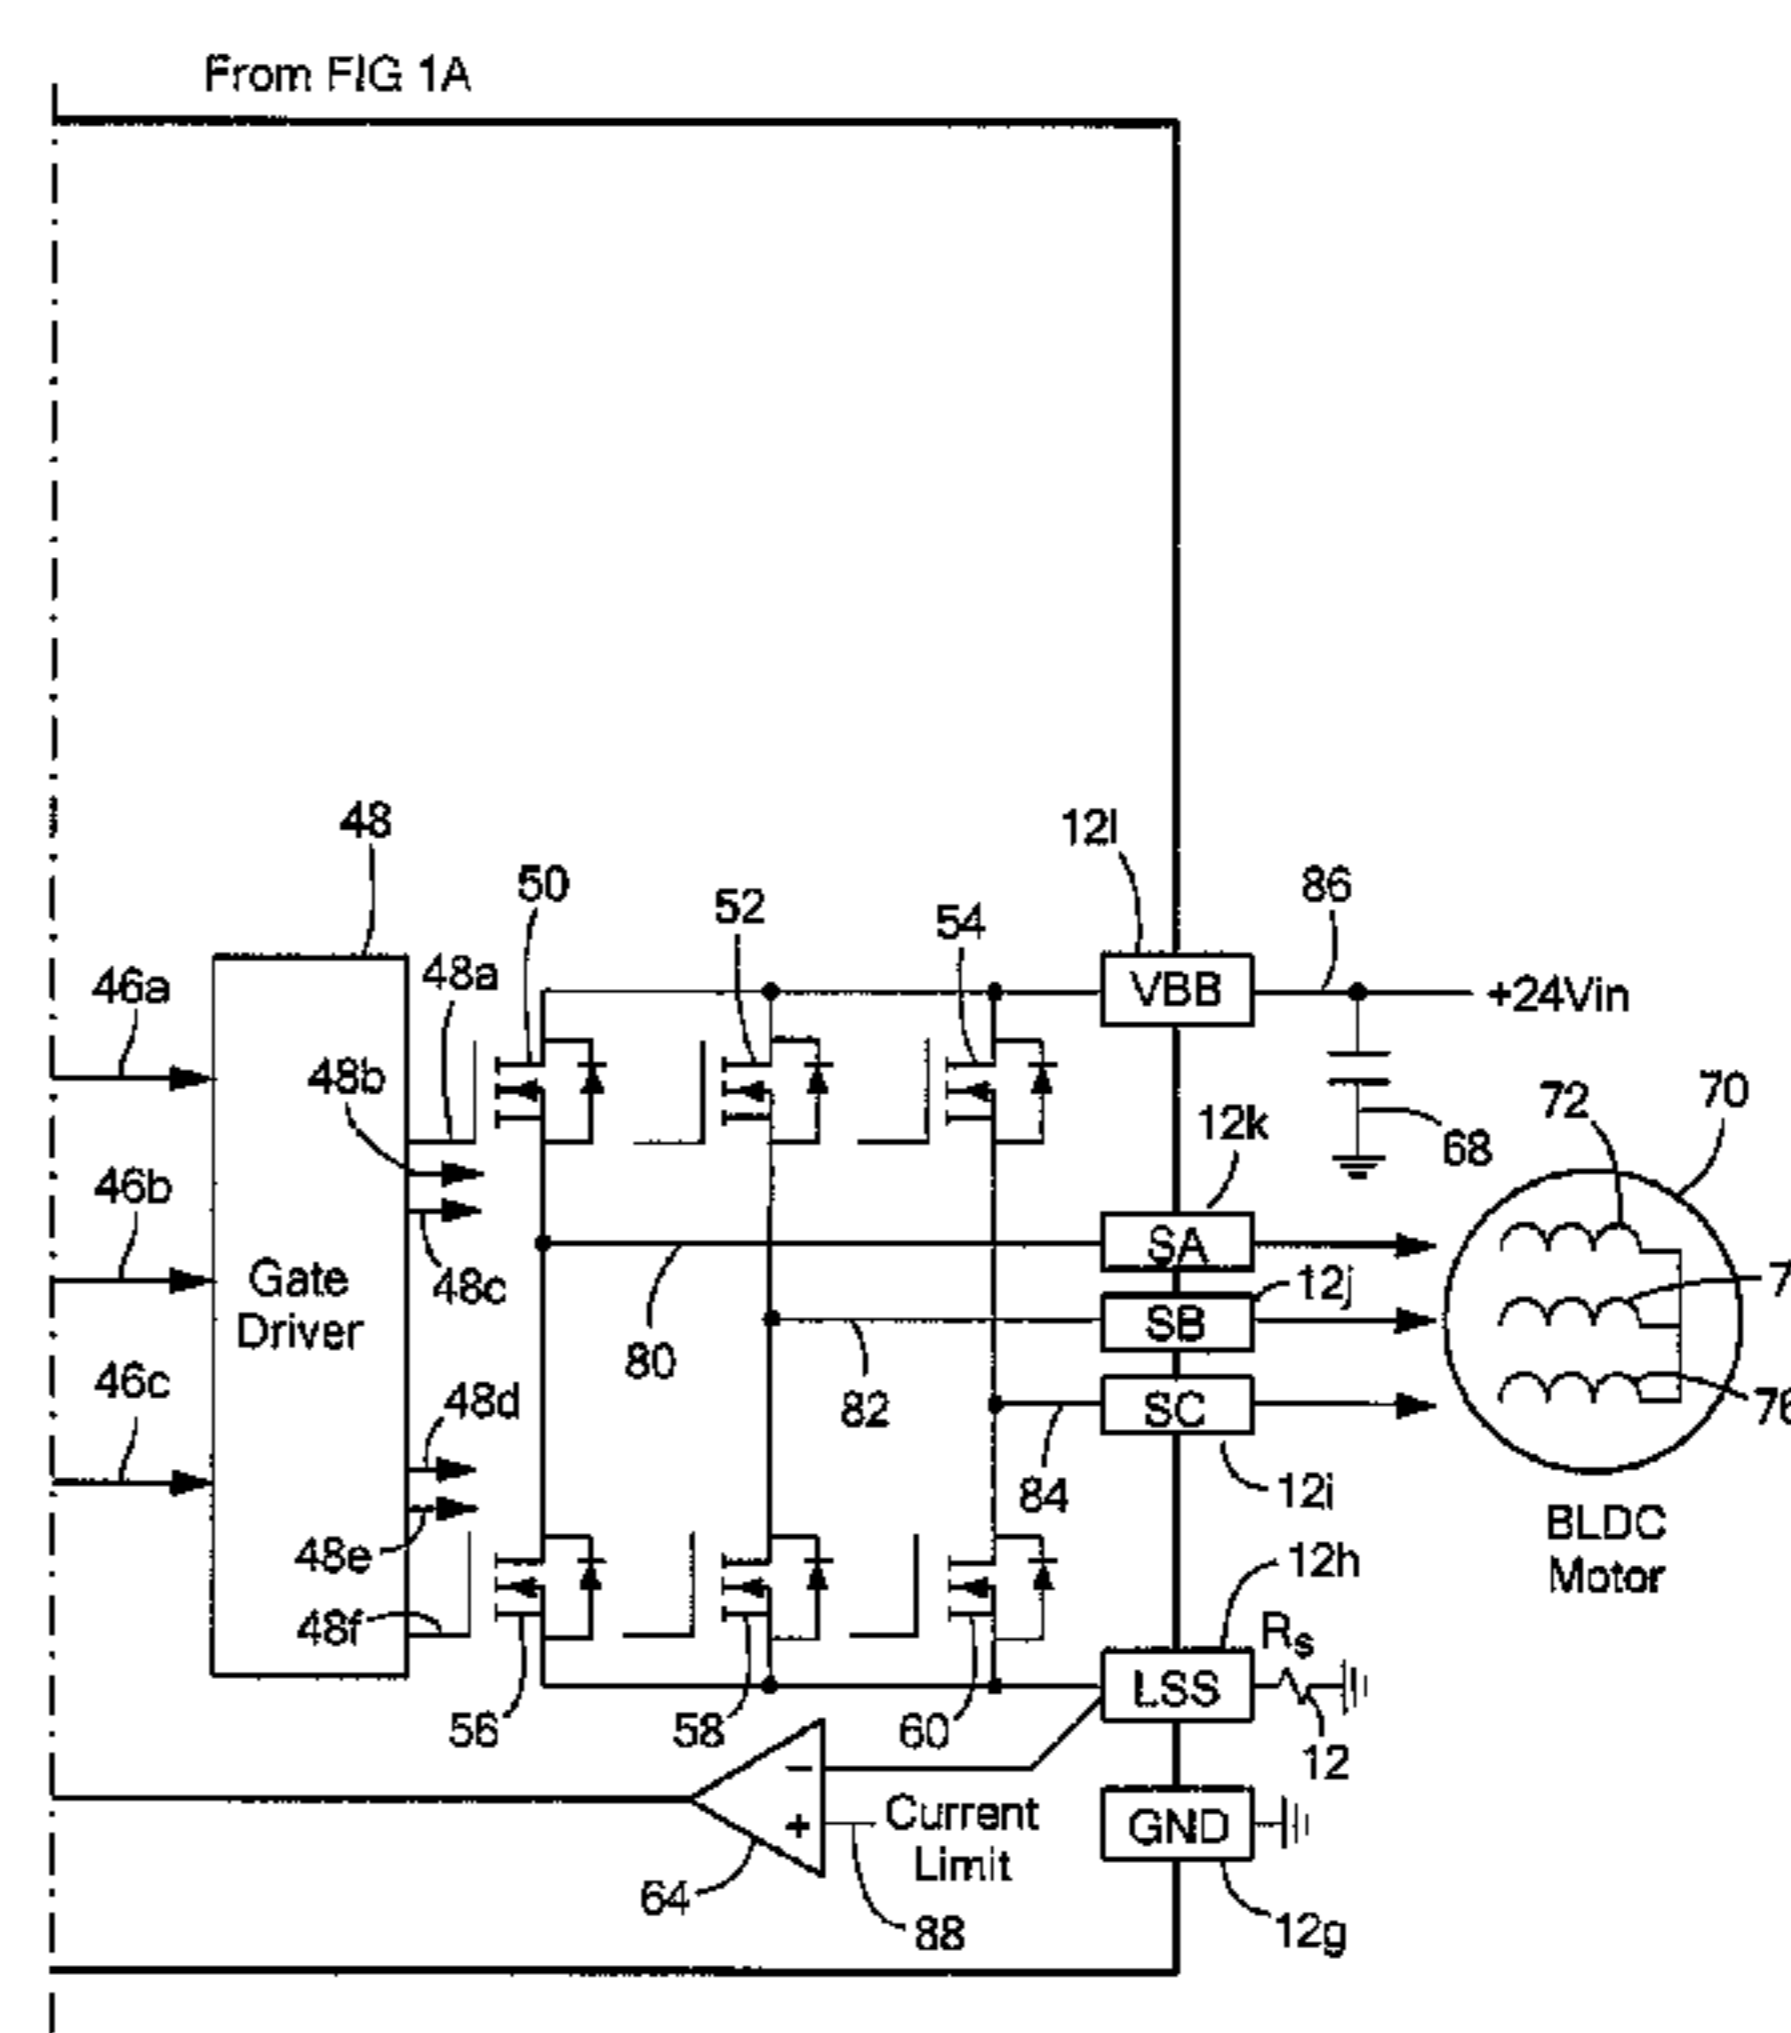 From FIG 1A
48
12l
50
52
54
86
46a
48a
VBB
+24Vin
48b
72
70
12k
68
46b
SA
48c
12j
Gate
Driver
SB
80
82
46c
48d
SC
76
84
12i
48e
BLDC
Motor
12h
48f
Rs
LSS
56
58
60
12
−
+
Current
Limit
GND
64
88
12g